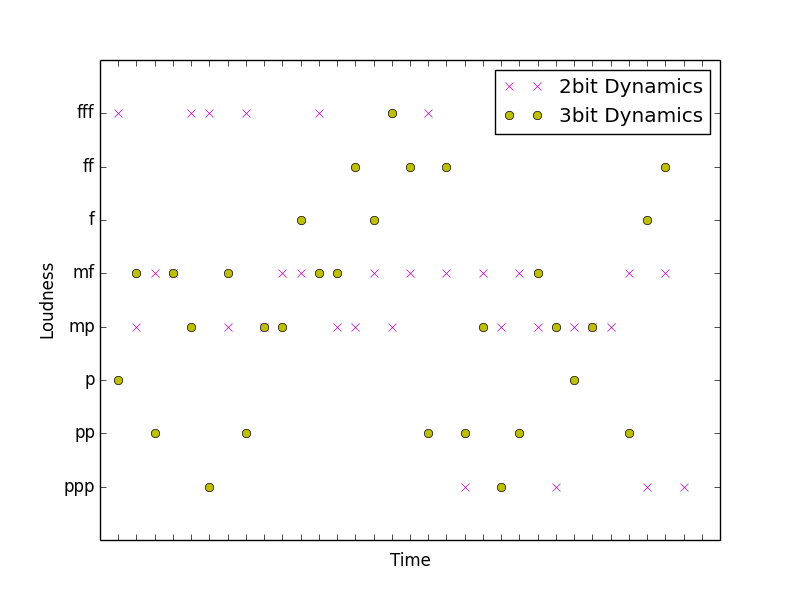 2bit Dynamics
3bit Dynamics
fff
ff
f
mf
mp
p
pp
ppp
Loudness
Time